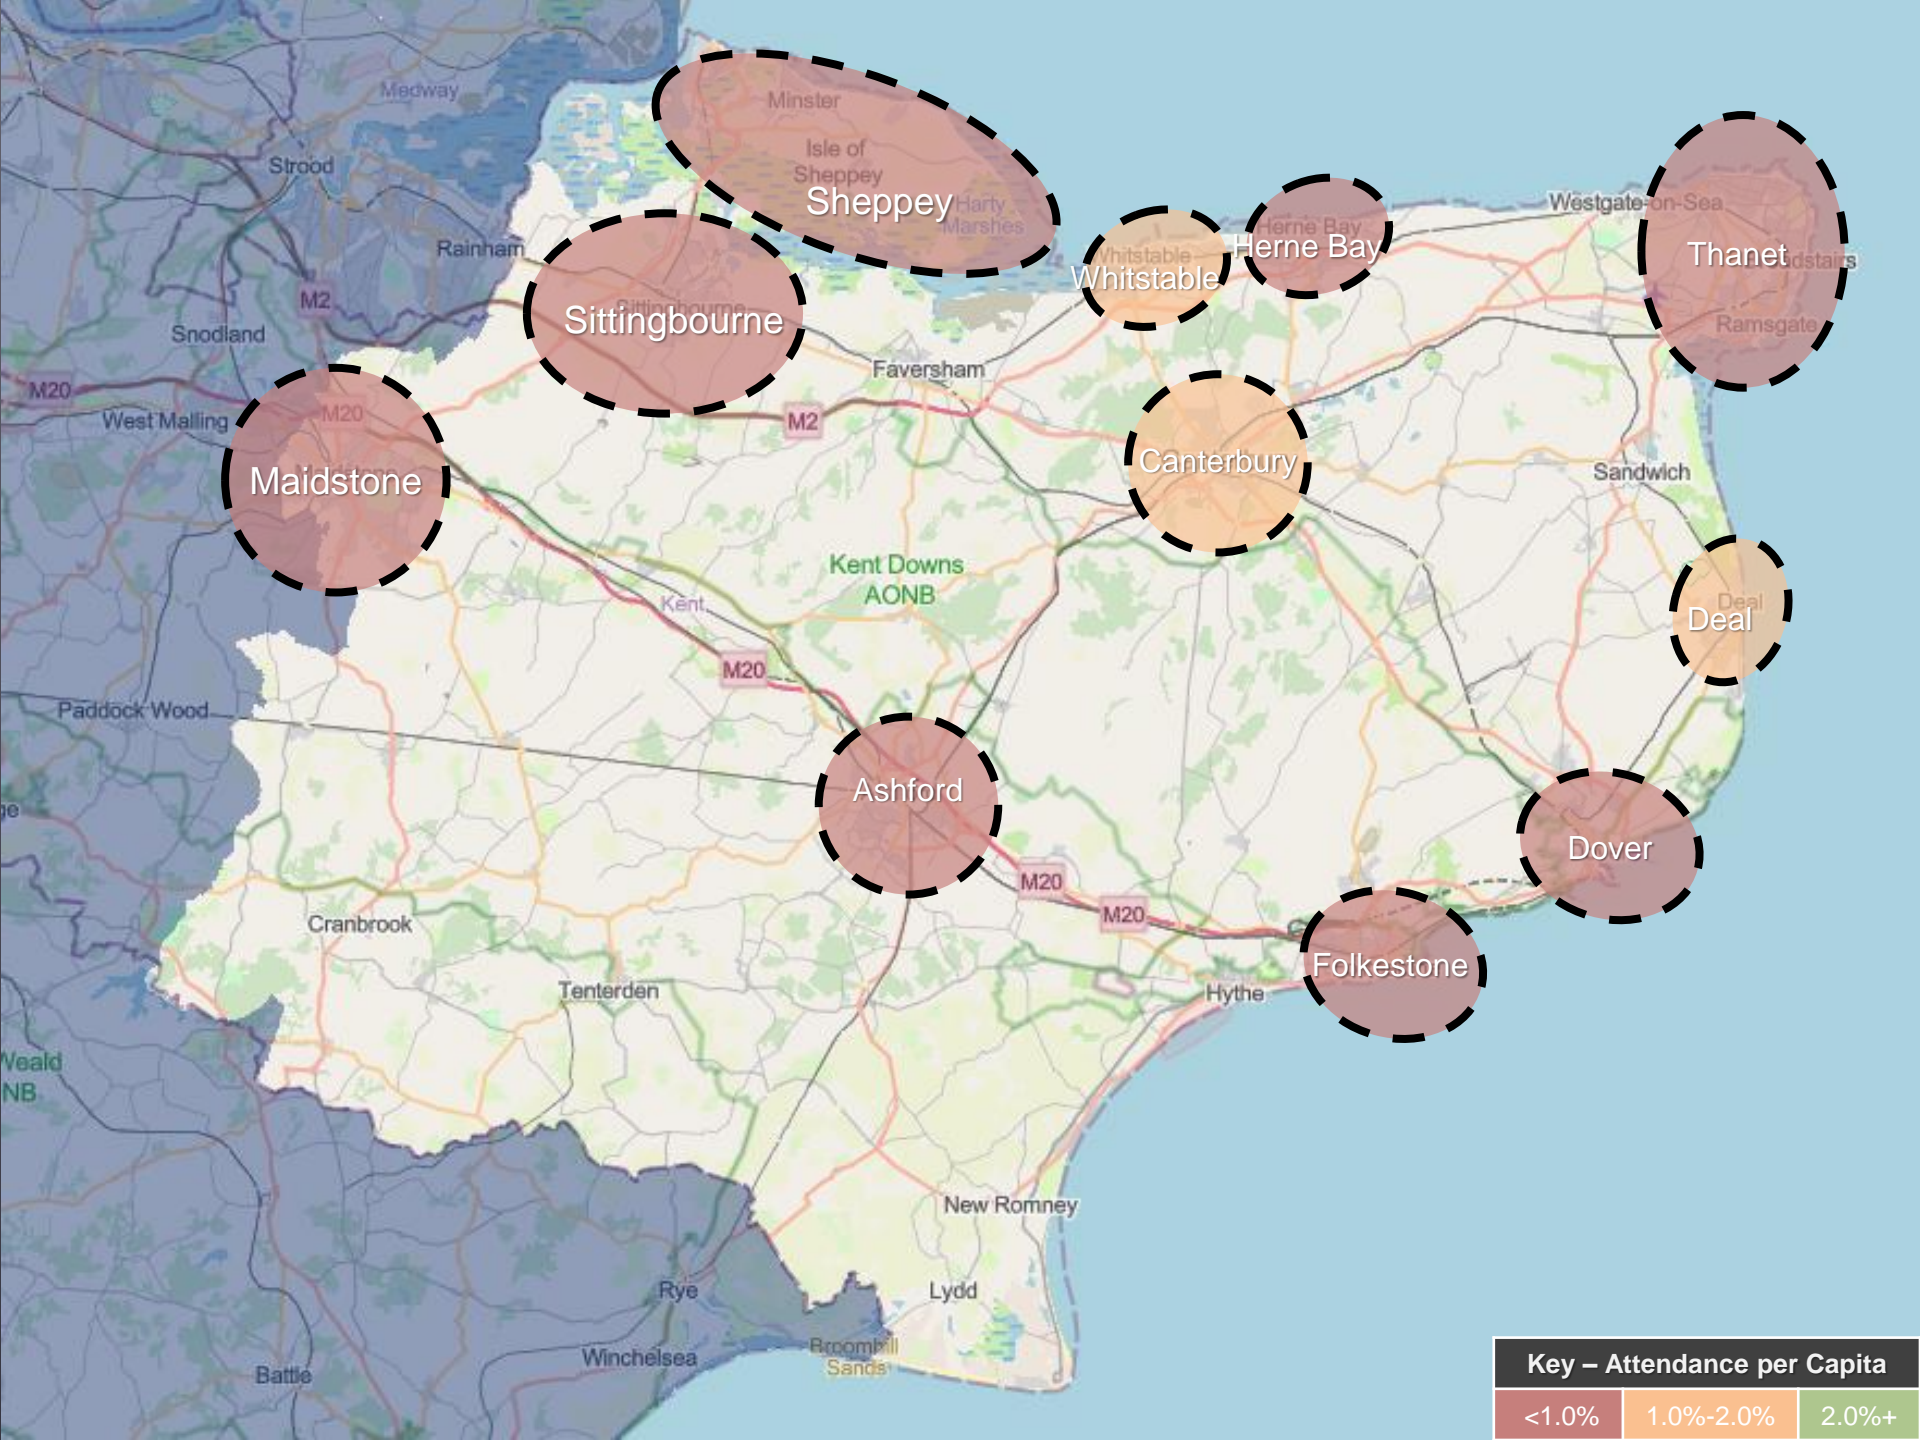 Medway
Minster
Strood
Isle of
Sheppey
Sheppey
Harty
Marshes
Westgate-on-Sea
Rainham
Herne Bay
Herne Bay
Whitstable
Whitstable
Thanet
M2
Sittingbourne
Sittingbourne
Ramsgate
Snodland
Faversham
M20
West Malling
M20
M2
Maidstone
Canterbury
Sandwich
Kent Downs
AONB
Kent
Deal
Deal
M20
Paddock Wood
Ashford
Dover
M20
M20
Cranbrook
Folkestone
Tenterden
Hythe
Weald
NB
New Romney
Rye
Lydd
Broomhill
Sands
Winchelsea
Battle
Key – Attendance per Capita
<1.0% 1.0%-2.0% 2.0%+